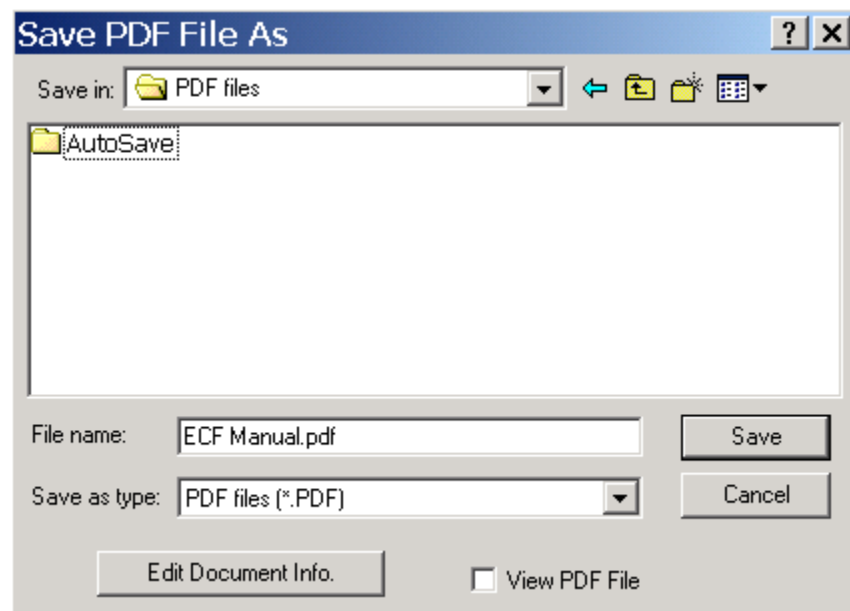 Save PDF File As
Save in: PDF files
AutoSave
File name: ECF Manual.pdf Save
Save as type: PDF files (*.PDF) Cancel
Edit Document Info. View PDF File